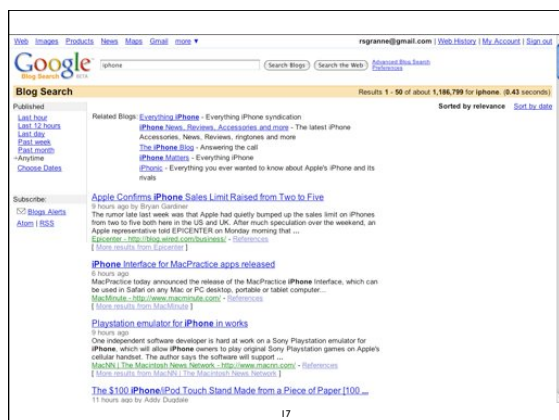 Web Images Products News Maps Gmail more ▼
rsgranne@gmail.com | Web History | My Account | Sign out
Google
Blog Search BETA
iphone
Search Blogs Search the Web
Advanced Blog Search
Preferences
Blog Search
Results 1 - 50 of about 1,186,799 for iphone. (0.43 seconds)
Sorted by relevance Sort by date
Published
Last hour
Last 12 hours
Last day
Past week
Past month
»Anytime
Choose Dates
Subscribe:
Blogs Alerts
Atom | RSS
Related Blogs: Everything iPhone - Everything iPhone syndication
iPhone News, Reviews, Accessories and more - The latest iPhone
Accessories, News, Reviews, ringtones and more
The iPhone Blog - Answering the call
iPhone Matters - Everything iPhone
iPhonic - Everything you ever wanted to know about Apple's iPhone and its
rivals
Apple Confirms iPhone Sales Limit Raised from Two to Five
9 hours ago by Bryan Gardiner
The rumor late last week was that Apple had quietly bumped up the sales limit on iPhones
from two to five both here in the US and UK. After much speculation over the weekend, an
Apple representative told EPICENTER on Monday morning that ...
Epicenter - http://blog.wired.com/business/ - References
[ More results from Epicenter ]
iPhone Interface for MacPractice apps released
6 hours ago
MacPractice today announced the release of the MacPractice iPhone Interface, which can
be used in Safari on any Mac or PC desktop, portable or tablet computer...
MacMinute - http://www.macminute.com/ - References
[ More results from MacMinute ]
Playstation emulator for iPhone in works
9 hours ago
One independent software developer is hard at work on a Sony Playstation emulator for
iPhone, which will allow iPhone owners to play original Sony Playstation games on Apple's
cellular handset. The author says the software will support ...
MacNN | The Macintosh News Network - http://www.macnn.com/ - References
[ More results from MacNN | The Macintosh News Network ]
The $100 iPhone/iPod Touch Stand Made from a Piece of Paper [100 ...
11 hours ago by Addy Dugdale
17